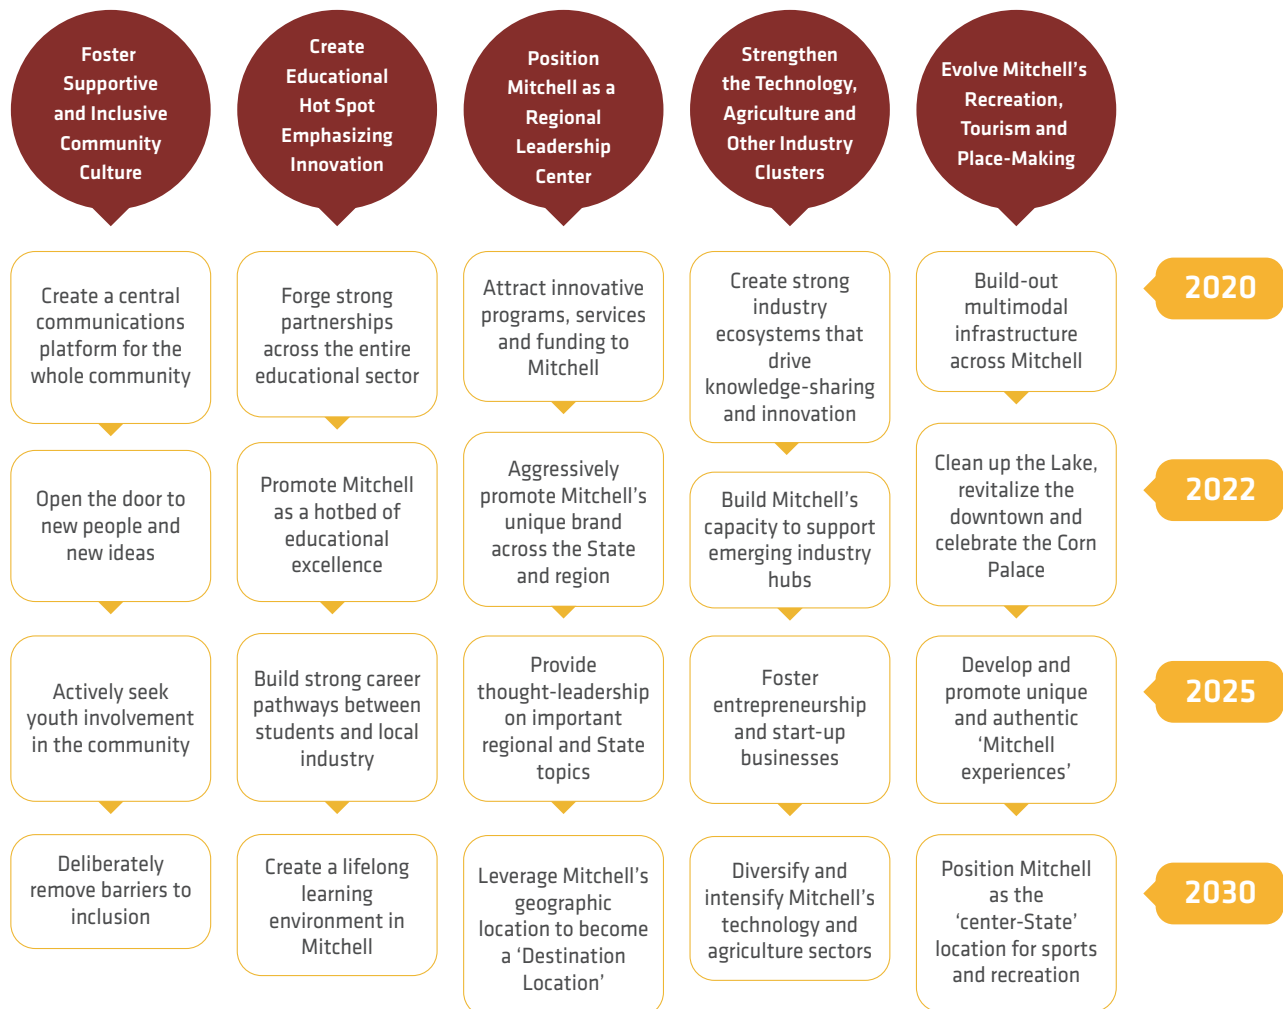 Foster
Supportive
and Inclusive
Community
Culture
Create
Educational
Hot Spot
Emphasizing
Innovation
Position
Mitchell as a
Regional
Leadership
Center
Strengthen
the Technology,
Agriculture and
Other Industry
Clusters
Evolve Mitchell’s
Recreation,
Tourism and
Place-Making
Create a central
communications
platform for the
whole community
Forge strong
partnerships
across the entire
educational sector
Attract innovative
programs, services
and funding to
Mitchell
Create strong
industry
ecosystems that
drive
knowledge-sharing
and innovation
Build-out
multimodal
infrastructure
across Mitchell
2020
Open the door to
new people and
new ideas
Promote Mitchell
as a hotbed of
educational
excellence
Aggressively
promote Mitchell’s
unique brand
across the State
and region
Build Mitchell’s
capacity to support
emerging industry
hubs
Clean up the Lake,
revitalize the
downtown and
celebrate the Corn
Palace
2022
Actively seek
youth involvement
in the community
Build strong career
pathways between
students and local
industry
Provide
thought-leadership
on important
regional and State
topics
Foster
entrepreneurship
and start-up
businesses
Develop and
promote unique
and authentic
‘Mitchell
experiences’
2025
Deliberately
remove barriers to
inclusion
Create a lifelong
learning
environment in
Mitchell
Leverage Mitchell’s
geographic
location to become
a ‘Destination
Location’
Diversify and
intensify Mitchell’s
technology and
agriculture sectors
Position Mitchell
as the
‘center-State’
location for sports
and recreation
2030